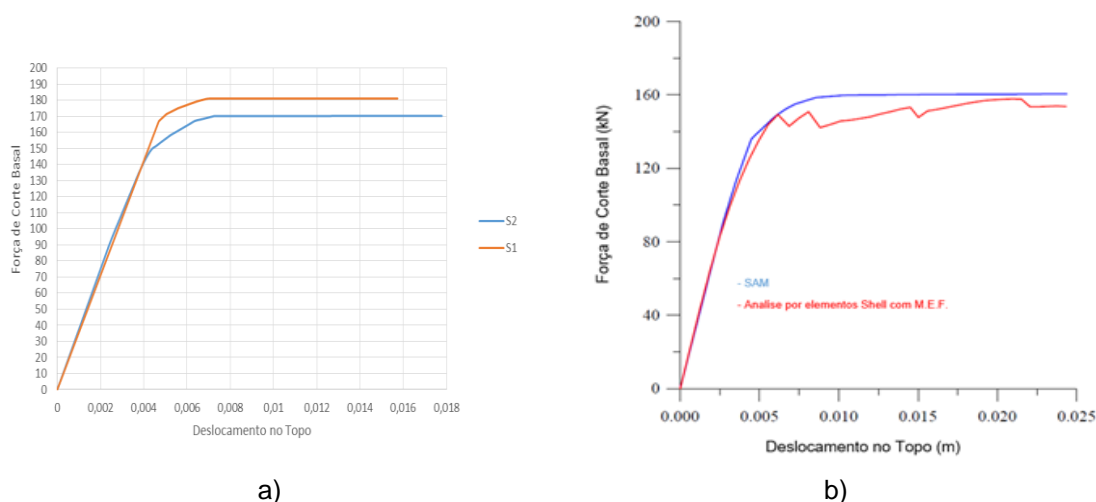 200
190
180
170
160
150
140
130
120
110
100
90
80
70
60
50
40
30
20
10
0
Força de Corte Basal
0 0,002 0,004 0,006 0,008 0,01 0,012 0,014 0,016 0,018
Deslocamento no Topo
S2
S1
a)
200
160
120
80
40
0
Força de Corte Basal (kN)
- SAM
- Analise por elementos Shell com M.E.F.
0.000 0.005 0.010 0.015 0.020 0.025
Deslocamento no Topo (m)
b)